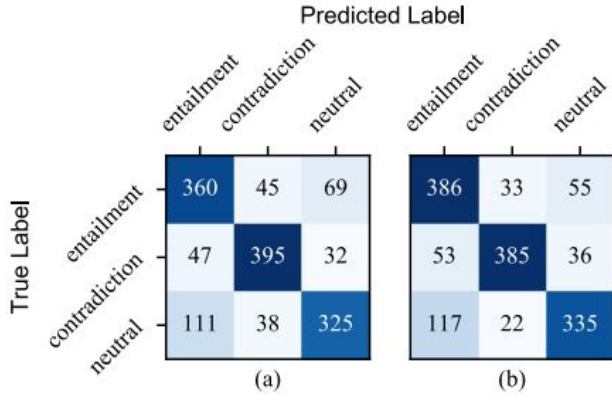 Predicted Label
entailment contradiction neutral entailment contradiction neutral
True Label
entailment 360 45 69 386 33 55
contradiction 47 395 32 53 385 36
neutral 111 38 325 117 22 335
(a) (b)